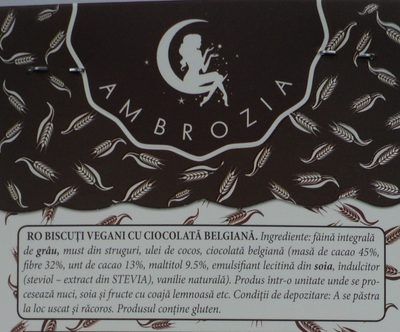 AMBROZIA
RO BISCUȚI VEGANI CU CIOCOLATĂ BELGIANĂ. Ingrediente: făină integrală
de grâu, must din struguri, ulei de cocos, ciocolată belgiană (masă de cacao 45%,
fibre 32%, unt de cacao 13%, maltitol 9.5%, emulsifiant lecitină din soia, indulcitor
(steviol – extract din STEVIA), vanilie naturală). Produs într-o unitate unde se pro-
cesează nuci, soia și fructe cu coajă lemnoasă etc. Condiții de depozitare: A se păstra
la loc uscat și răcoros. Produsul conține gluten.